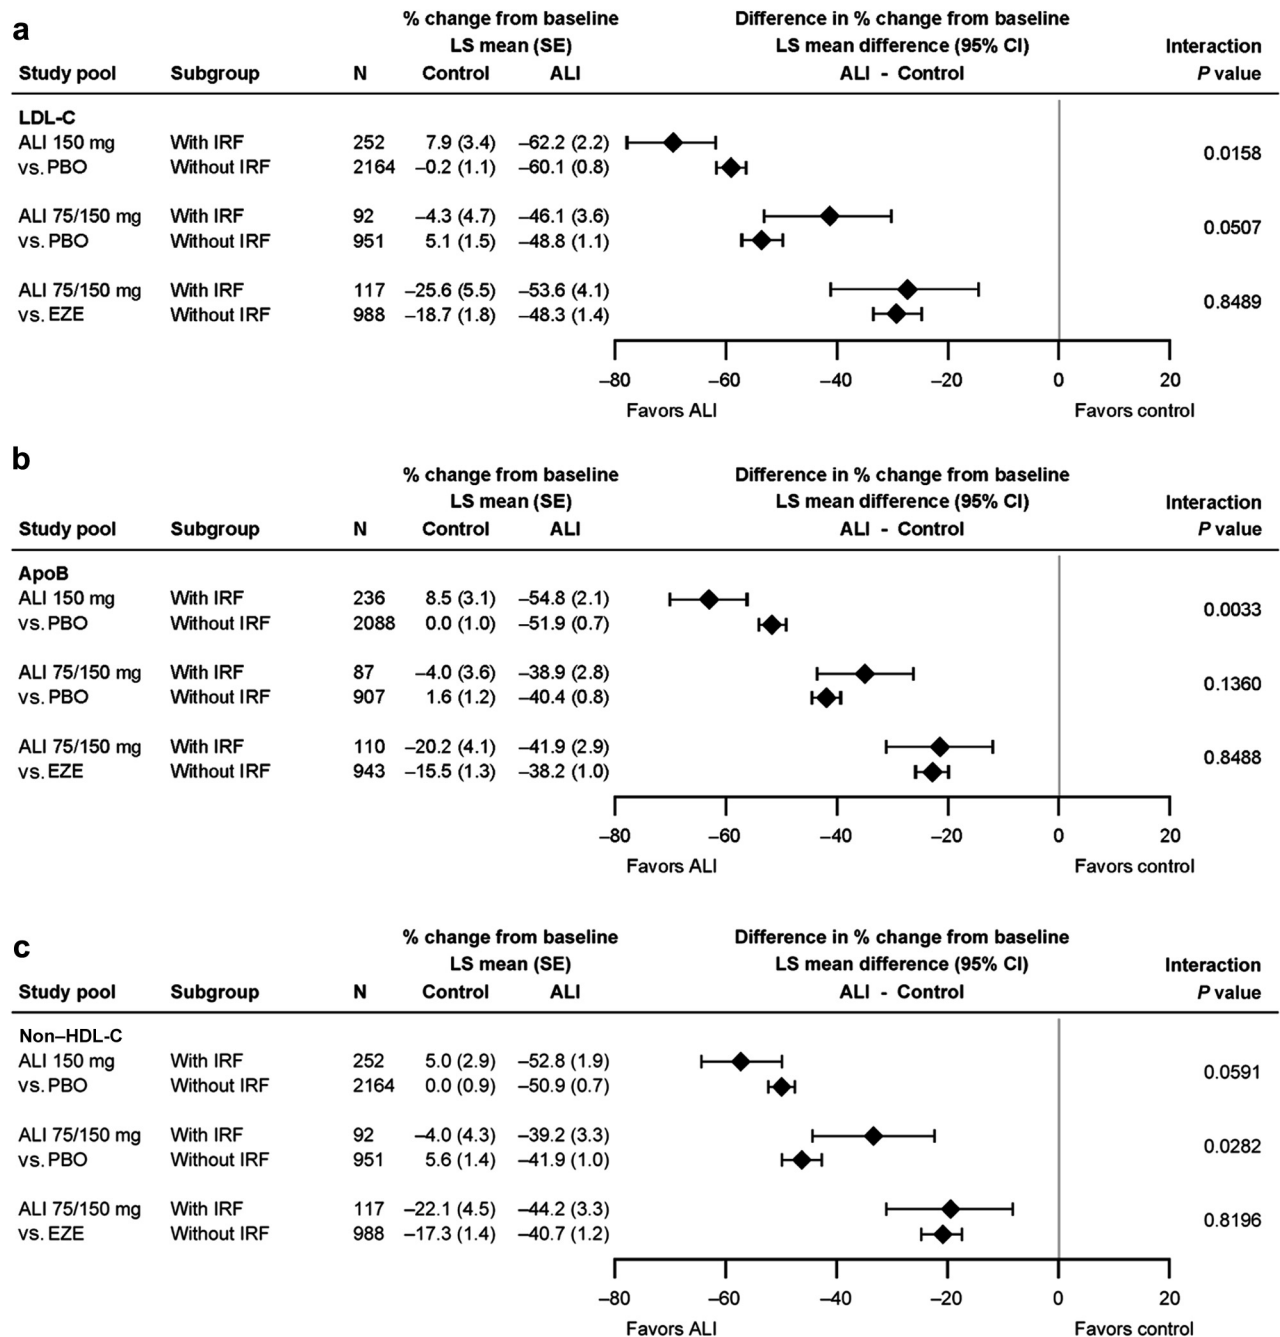 a
% change from baseline Difference in % change from baseline
LS mean (SE) LS mean difference (95% CI) Interaction
Study pool Subgroup N Control ALI ALI - Control P value
LDL-C
ALI 150 mg With IRF 252 7.9 (3.4) –62.2 (2.2)
vs. PBO Without IRF 2164 –0.2 (1.1) –60.1 (0.8)
0.0158
ALI 75/150 mg With IRF 92 –4.3 (4.7) –46.1 (3.6)
vs. PBO Without IRF 951 5.1 (1.5) –48.8 (1.1)
0.0507
ALI 75/150 mg With IRF 117 –25.6 (5.5) –53.6 (4.1)
vs. EZE Without IRF 988 –18.7 (1.8) –48.3 (1.4)
0.8489
–80 –60 –40 –20 0 20
Favors ALI Favors control
b
% change from baseline Difference in % change from baseline
LS mean (SE) LS mean difference (95% CI) Interaction
Study pool Subgroup N Control ALI ALI - Control P value
ApoB
ALI 150 mg With IRF 236 8.5 (3.1) –54.8 (2.1)
vs. PBO Without IRF 2088 0.0 (1.0) –51.9 (0.7)
0.0033
ALI 75/150 mg With IRF 87 –4.0 (3.6) –38.9 (2.8)
vs. PBO Without IRF 907 1.6 (1.2) –40.4 (0.8)
0.1360
ALI 75/150 mg With IRF 110 –20.2 (4.1) –41.9 (2.9)
vs. EZE Without IRF 943 –15.5 (1.3) –38.2 (1.0)
0.8488
–80 –60 –40 –20 0 20
Favors ALI Favors control
c
% change from baseline Difference in % change from baseline
LS mean (SE) LS mean difference (95% CI) Interaction
Study pool Subgroup N Control ALI ALI - Control P value
Non–HDL-C
ALI 150 mg With IRF 252 5.0 (2.9) –52.8 (1.9)
vs. PBO Without IRF 2164 0.0 (0.9) –50.9 (0.7)
0.0591
ALI 75/150 mg With IRF 92 –4.0 (4.3) –39.2 (3.3)
vs. PBO Without IRF 951 5.6 (1.4) –41.9 (1.0)
0.0282
ALI 75/150 mg With IRF 117 –22.1 (4.5) –44.2 (3.3)
vs. EZE Without IRF 988 –17.3 (1.4) –40.7 (1.2)
0.8196
–80 –60 –40 –20 0 20
Favors ALI Favors control